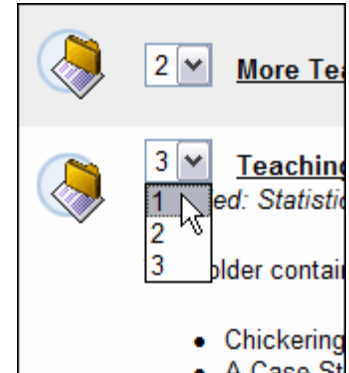 2 More Tea
3 Teaching
1 ed: Statistic
2
3 older contai
• Chickering
• A Case St